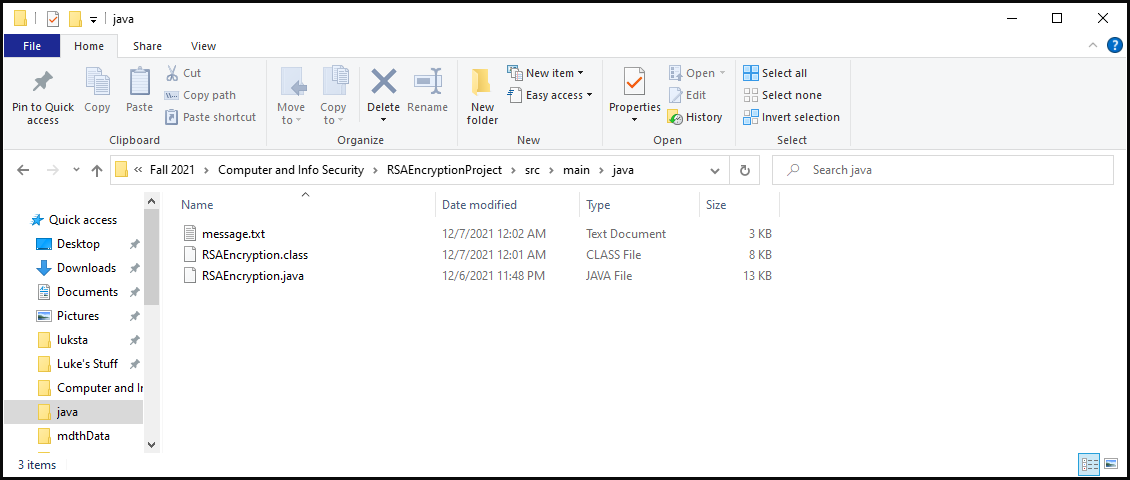 java
File Home Share View
Pin to Quick access
Copy
Paste
Cut
Copy path
Paste shortcut
Clipboard
Move to
Copy to
Delete
Rename
Organize
New folder
New item
Easy access
New
Properties
Open
Edit
History
Open
Select all
Select none
Invert selection
Select
« Fall 2021 > Computer and Info Security > RSAEncryptionProject > src > main > java
Search java
Quick access
Desktop
Downloads
Documents
Pictures
luksta
Luke's Stuff
Computer and In
java
mdthData
Name Date modified Type Size
message.txt 12/7/2021 12:02 AM Text Document 3 KB
RSAEncryption.class 12/7/2021 12:01 AM CLASS File 8 KB
RSAEncryption.java 12/6/2021 11:48 PM JAVA File 13 KB
3 items